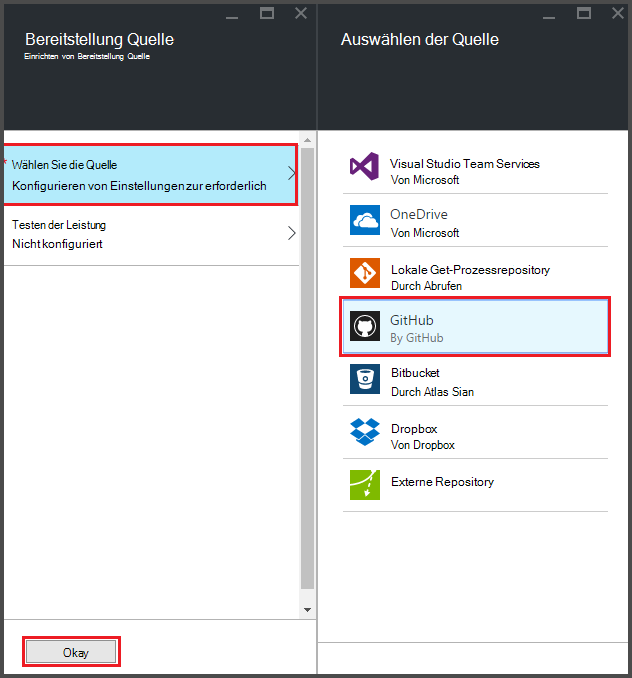 Bereitstellung Quelle
Einrichten von Bereitstellung Quelle
* Wählen Sie die Quelle
Konfigurieren von Einstellungen zur erforderlich
Testen der Leistung
Nicht konfiguriert
Okay
Auswählen der Quelle
Visual Studio Team Services
Von Microsoft
OneDrive
Von Microsoft
Lokale Get-Prozessrepository
Durch Abrufen
GitHub
By GitHub
Bitbucket
Durch Atlas Sian
Dropbox
Von Dropbox
Externe Repository